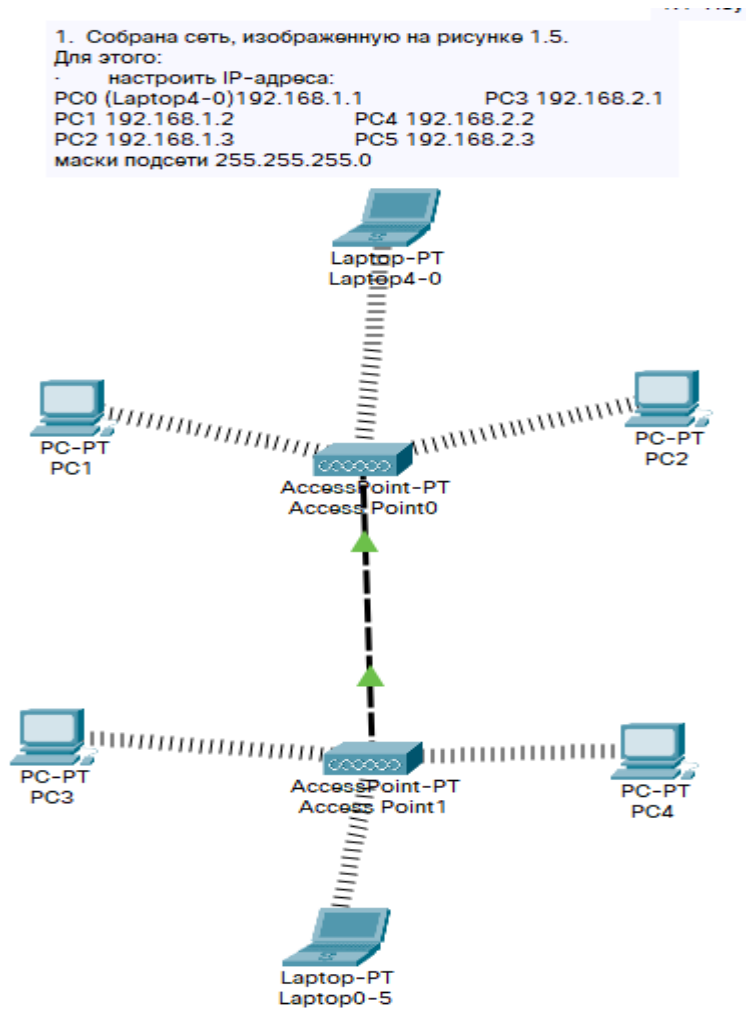 1. Собрана сеть, изображенную на рисунке 1.5.
Для этого:
· настроить IP-адреса:
PC0 (Laptop4-0)192.168.1.1 PC3 192.168.2.1
PC1 192.168.1.2 PC4 192.168.2.2
PC2 192.168.1.3 PC5 192.168.2.3
маски подсети 255.255.255.0
Laptop-PT
Laptop4-0
PC-PT
PC1
PC-PT
PC2
AccessPoint-PT
Access Point0
PC-PT
PC3
AccessPoint-PT
Access Point1
PC-PT
PC4
Laptop-PT
Laptop0-5